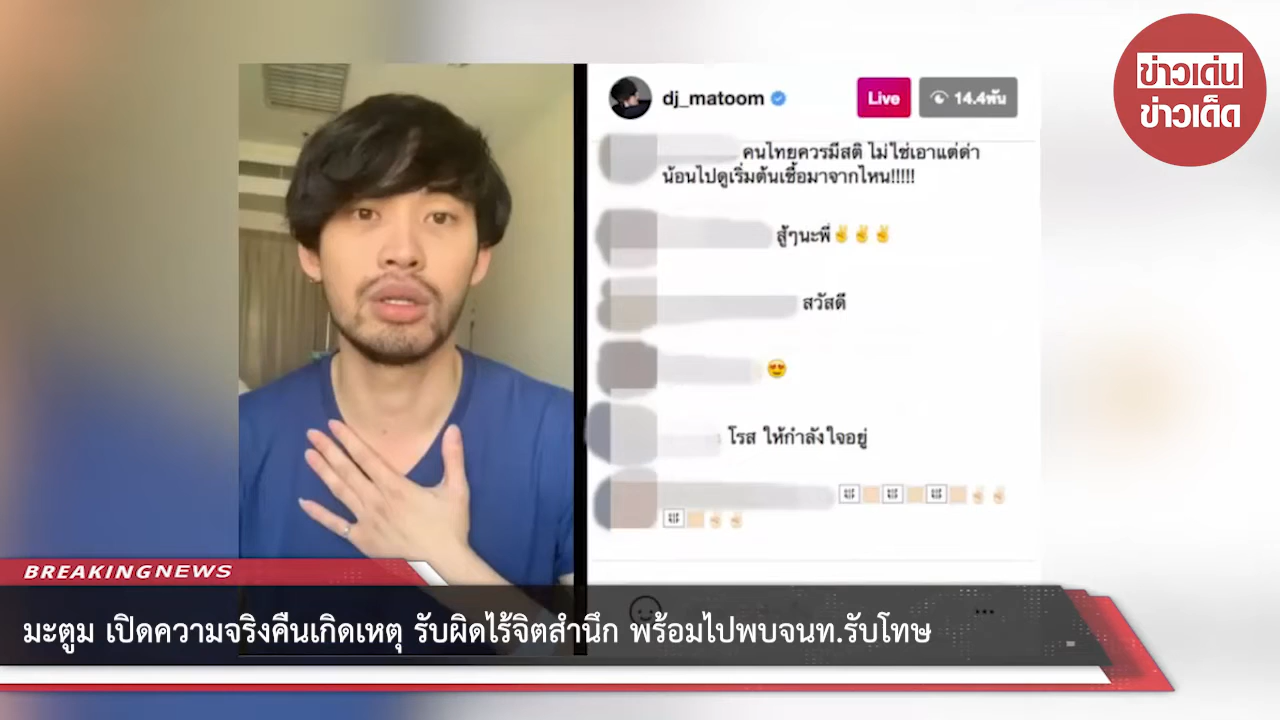 ข่าวเด่น
ข่าวเด็ด
dj_matoom
Live
14.4พัน
คนไทยควรมีสติ ไม่ใช่เอาแต่ด่า
น้อนไปดูเริ่มต้นเชื้อมาจากไหน!!!!!
สู้ๆนะพี่✌️✌️✌️
สวัสดี
😍
โรส ให้กำลังใจอยู่
BREAKINGNEWS
มะตูม เปิดความจริงคืนเกิดเหตุ รับผิดไร้จิตสำนึก พร้อมไปพบจนท.รับโทษ